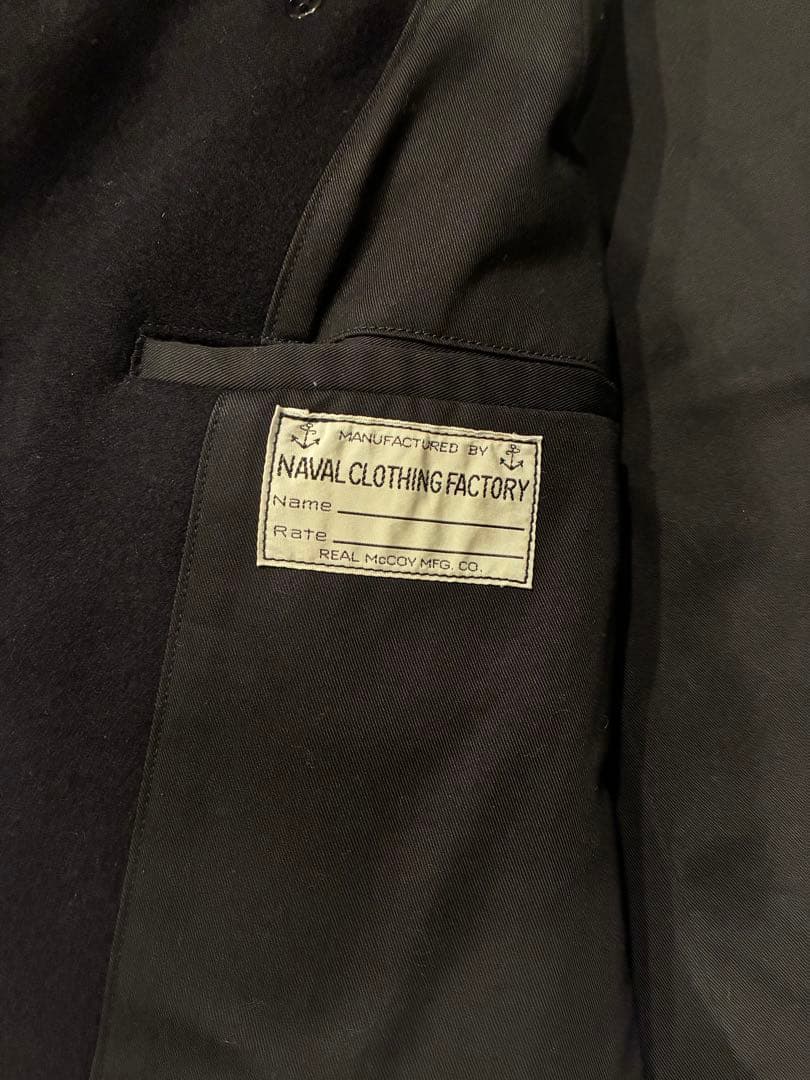 MANUFACTURED BY
NAVAL CLOTHING FACTORY
Name
Rate
REAL McCOY MFG. CO.